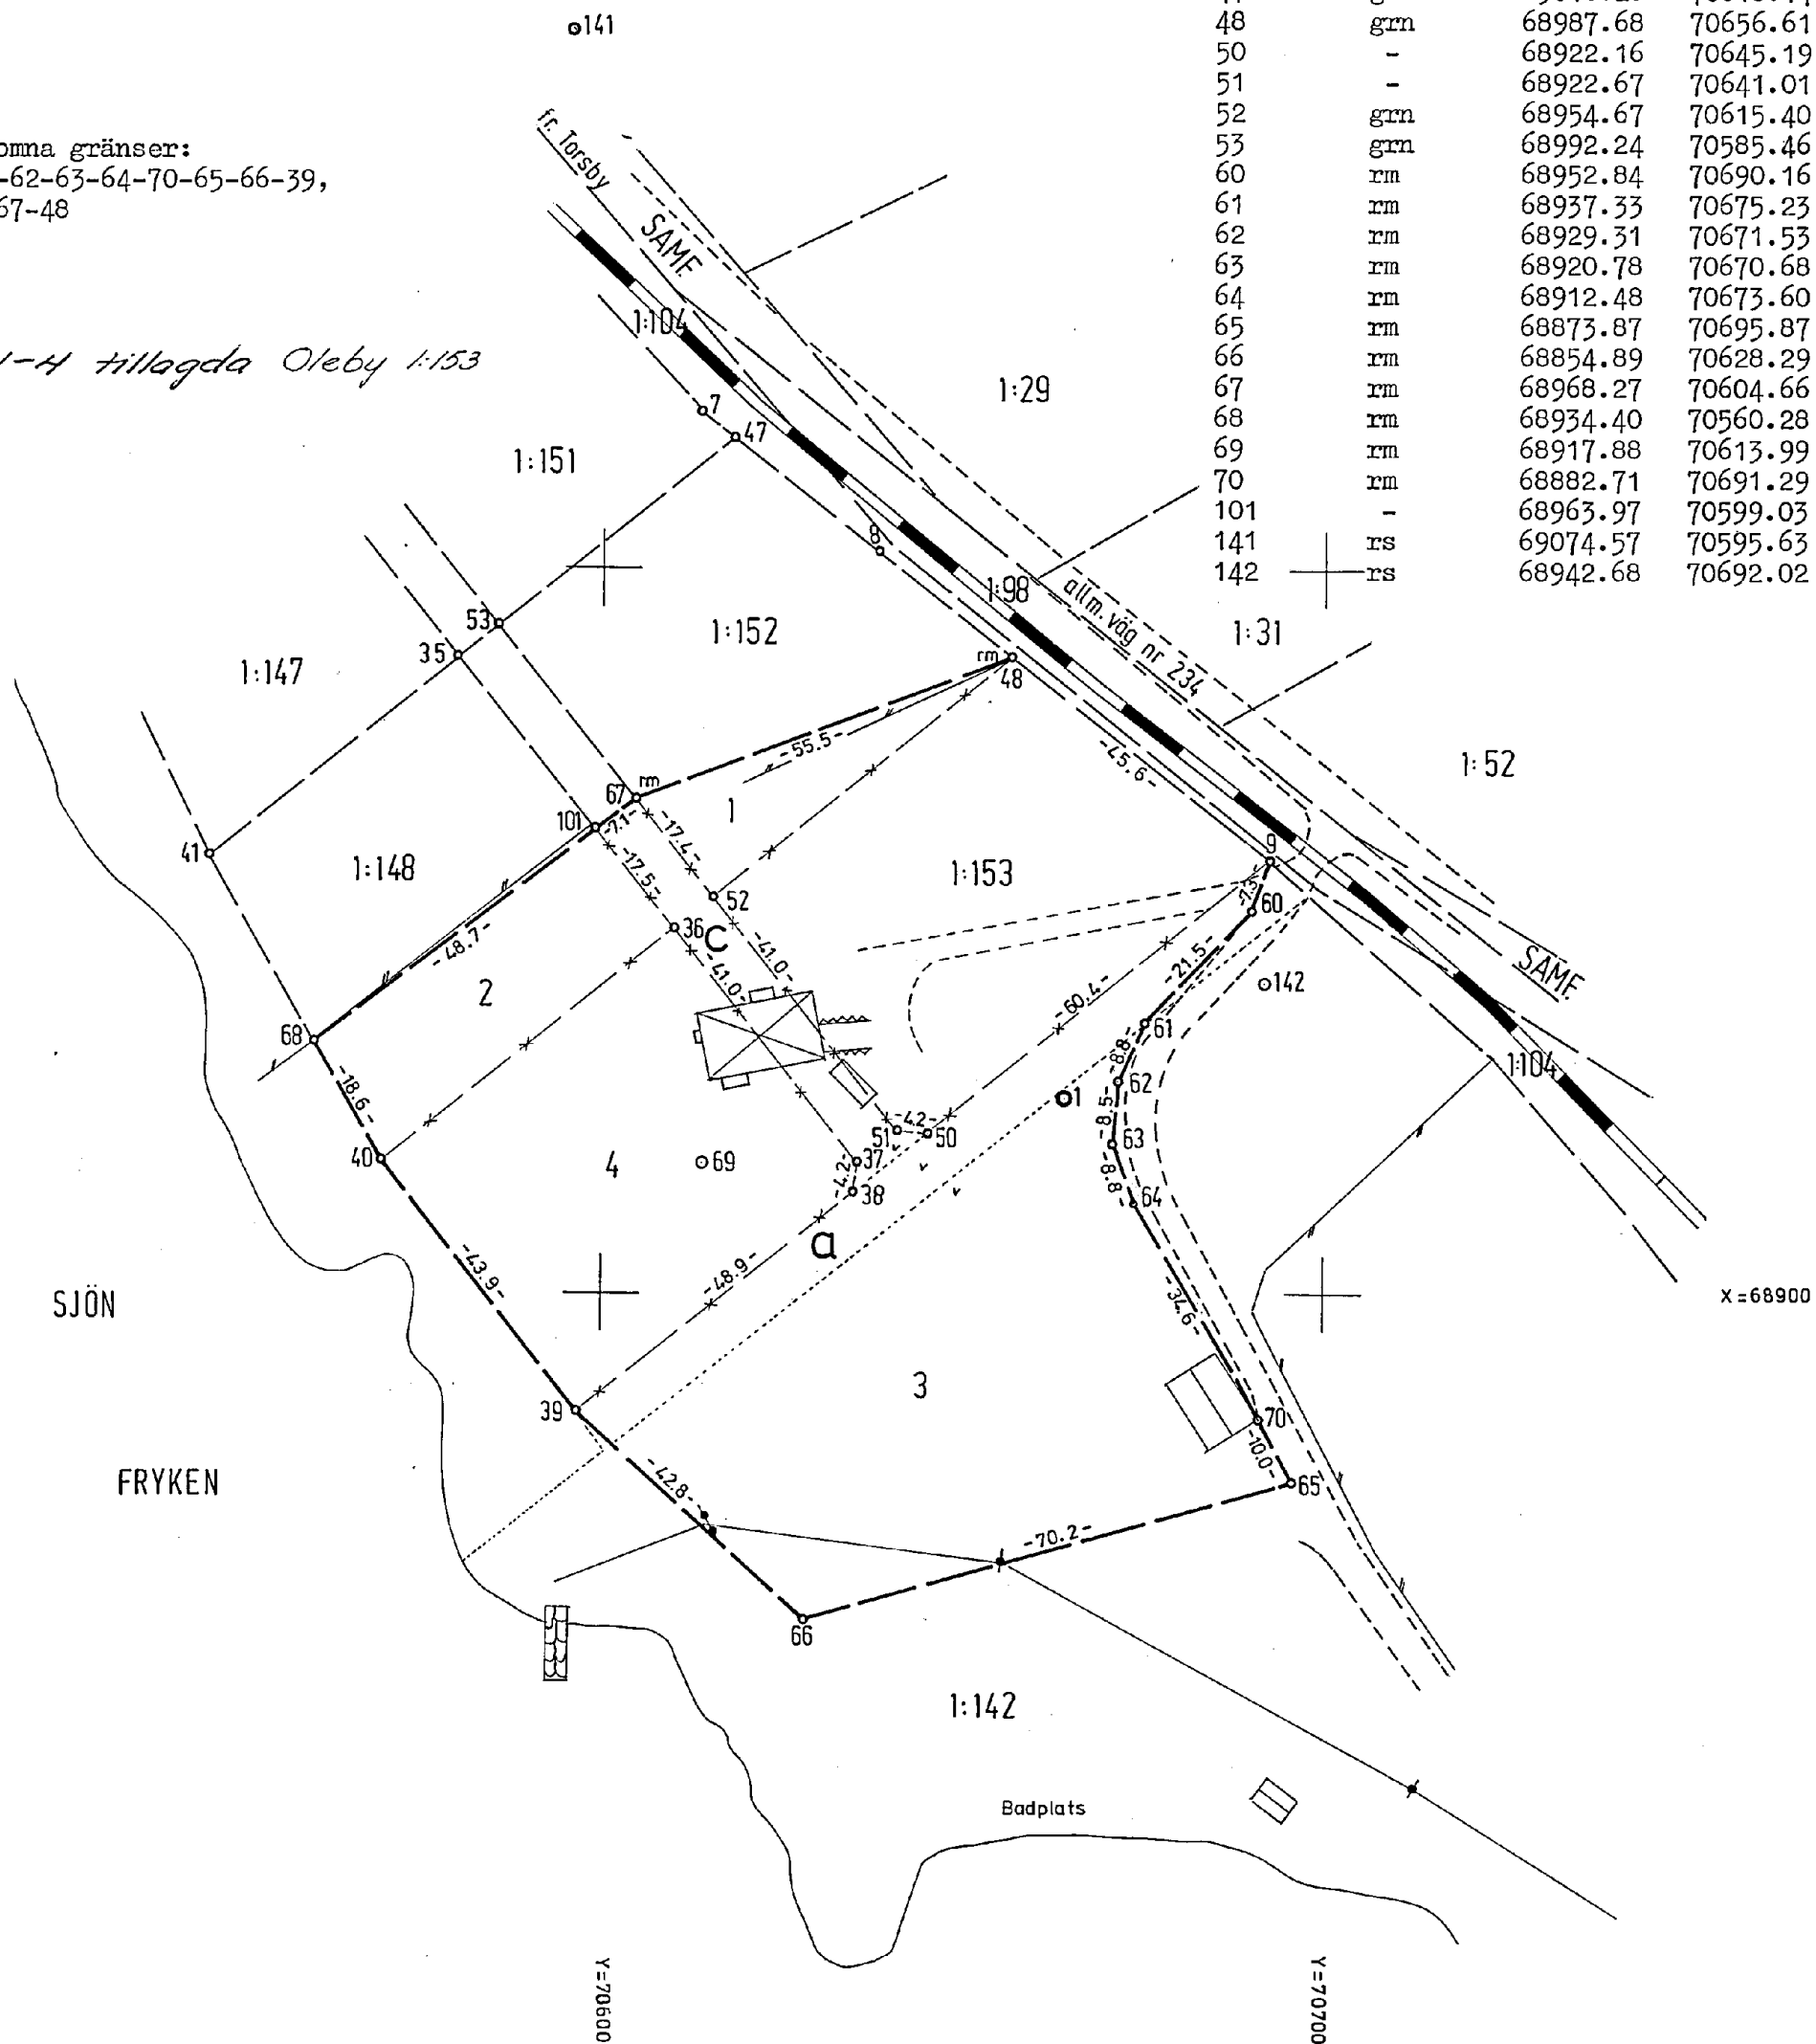 141
48 grn 68987.68 70656.61
50 - 68922.16 70645.19
51 - 68922.67 70641.01
52 grn 68954.67 70615.40
53 grn 68992.24 70585.46
60 rm 68952.84 70690.16
61 rm 68937.33 70675.23
62 rm 68929.31 70671.53
63 rm 68920.78 70670.68
64 rm 68912.48 70673.60
65 rm 68873.87 70695.87
66 rm 68854.89 70628.29
67 rm 68968.27 70604.66
68 rm 68934.40 70560.28
69 rm 68917.88 70613.99
70 rm 68882.71 70691.29
101 - 68963.97 70599.03
141 rs 69074.57 70595.63
142 rs 68942.68 70692.02
omna gränser:
-62-63-64-70-65-66-39,
67-48
1-4 tillagda Oleby 1:153
fr. Torsby
SAMF.
1:104
1:29
7
47
1:151
8
1:98
allm. väg nr 234
1:31
53
1:152
35
1:147
rm
48
-55.5-
-45.6-
1:52
67 rm
1
101
-7.1-
-17.4-
9
41
1:148
-17.5-
1:153
52
-7.3-
60
36
C
-48.7-
-41.0-
-41.0-
-21.5-
SAMF.
2
142
-60.4-
61
68
-8.8-
1:104
62
1
-18.6-
-8.5-
51
-4.2-
50
63
40
4
69
37
-4.2-
-8.8-
38
64
a
-43.9-
-48.9-
SJÖN
-34.6-
X=68900
3
39
70
-10.0-
FRYKEN
-42.8-
65
-70.2-
66
1:142
Badplats
Y=70600
Y=70700